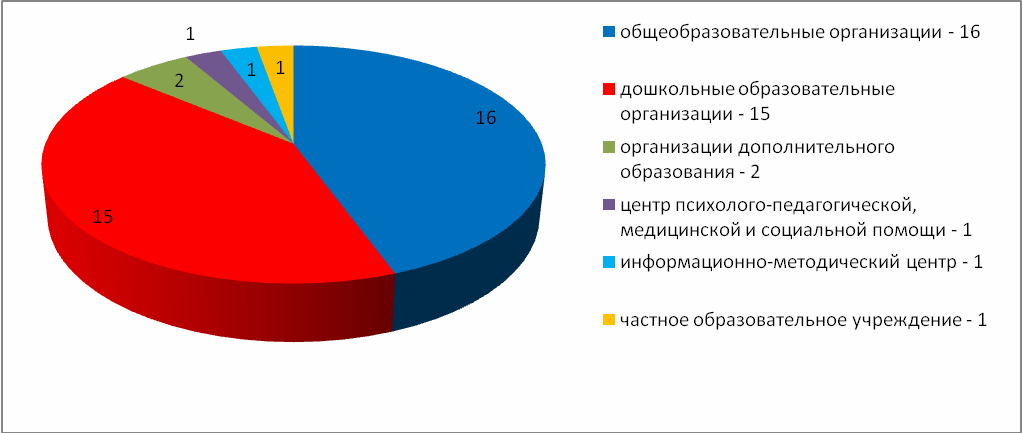 1
1
1
2
16
15
общеобразовательные организации - 16
дошкольные образовательные
организации - 15
организации дополнительного
образования - 2
центр психолого-педагогической,
медицинской и социальной помощи - 1
информационно-методический центр - 1
частное образовательное учреждение - 1